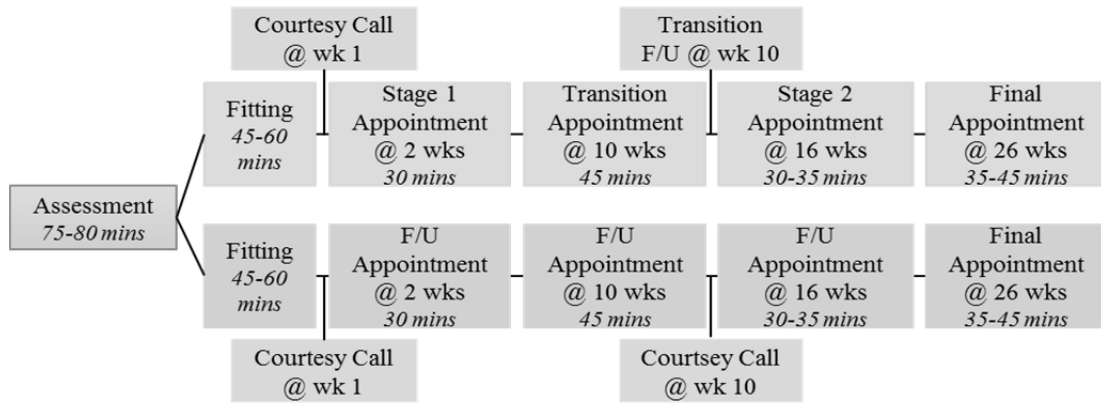 Courtesy Call
@ wk 1
Transition
F/U @ wk 10
Fitting
45-60
mins
Stage 1
Appointment
@ 2 wks
30 mins
Transition
Appointment
@ 10 wks
45 mins
Stage 2
Appointment
@ 16 wks
30-35 mins
Final
Appointment
@ 26 wks
35-45 mins
Assessment
75-80 mins
Fitting
45-60
mins
F/U
Appointment
@ 2 wks
30 mins
F/U
Appointment
@ 10 wks
45 mins
F/U
Appointment
@ 16 wks
30-35 mins
Final
Appointment
@ 26 wks
35-45 mins
Courtesy Call
@ wk 1
Courtsey Call
@ wk 10